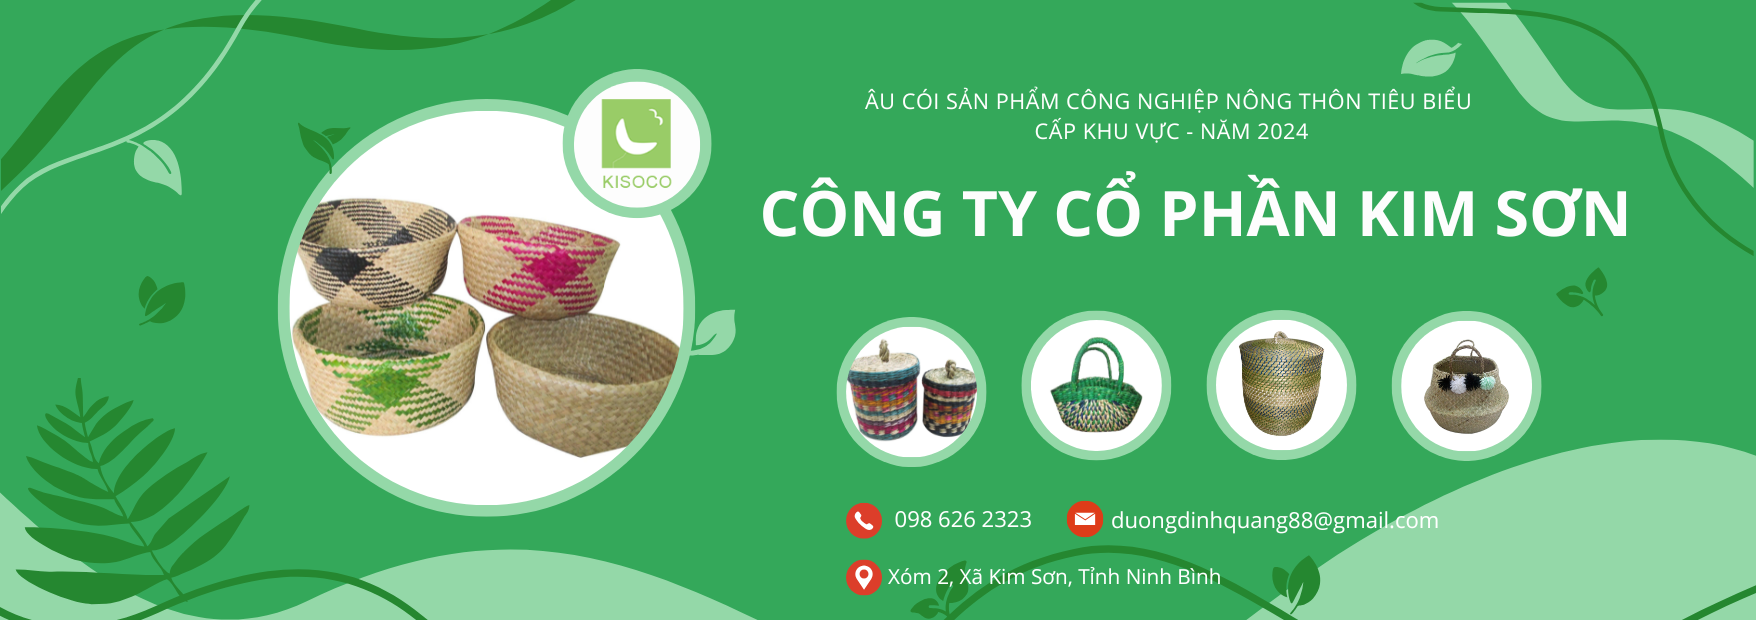 KISOCO
ÂU CÓI SẢN PHẨM CÔNG NGHIỆP NÔNG THÔN TIÊU BIỂU
CẤP KHU VỰC - NĂM 2024
CÔNG TY CỔ PHẦN KIM SƠN
098 626 2323
duongdinhquang88@gmail.com
Xóm 2, Xã Kim Sơn, Tỉnh Ninh Bình